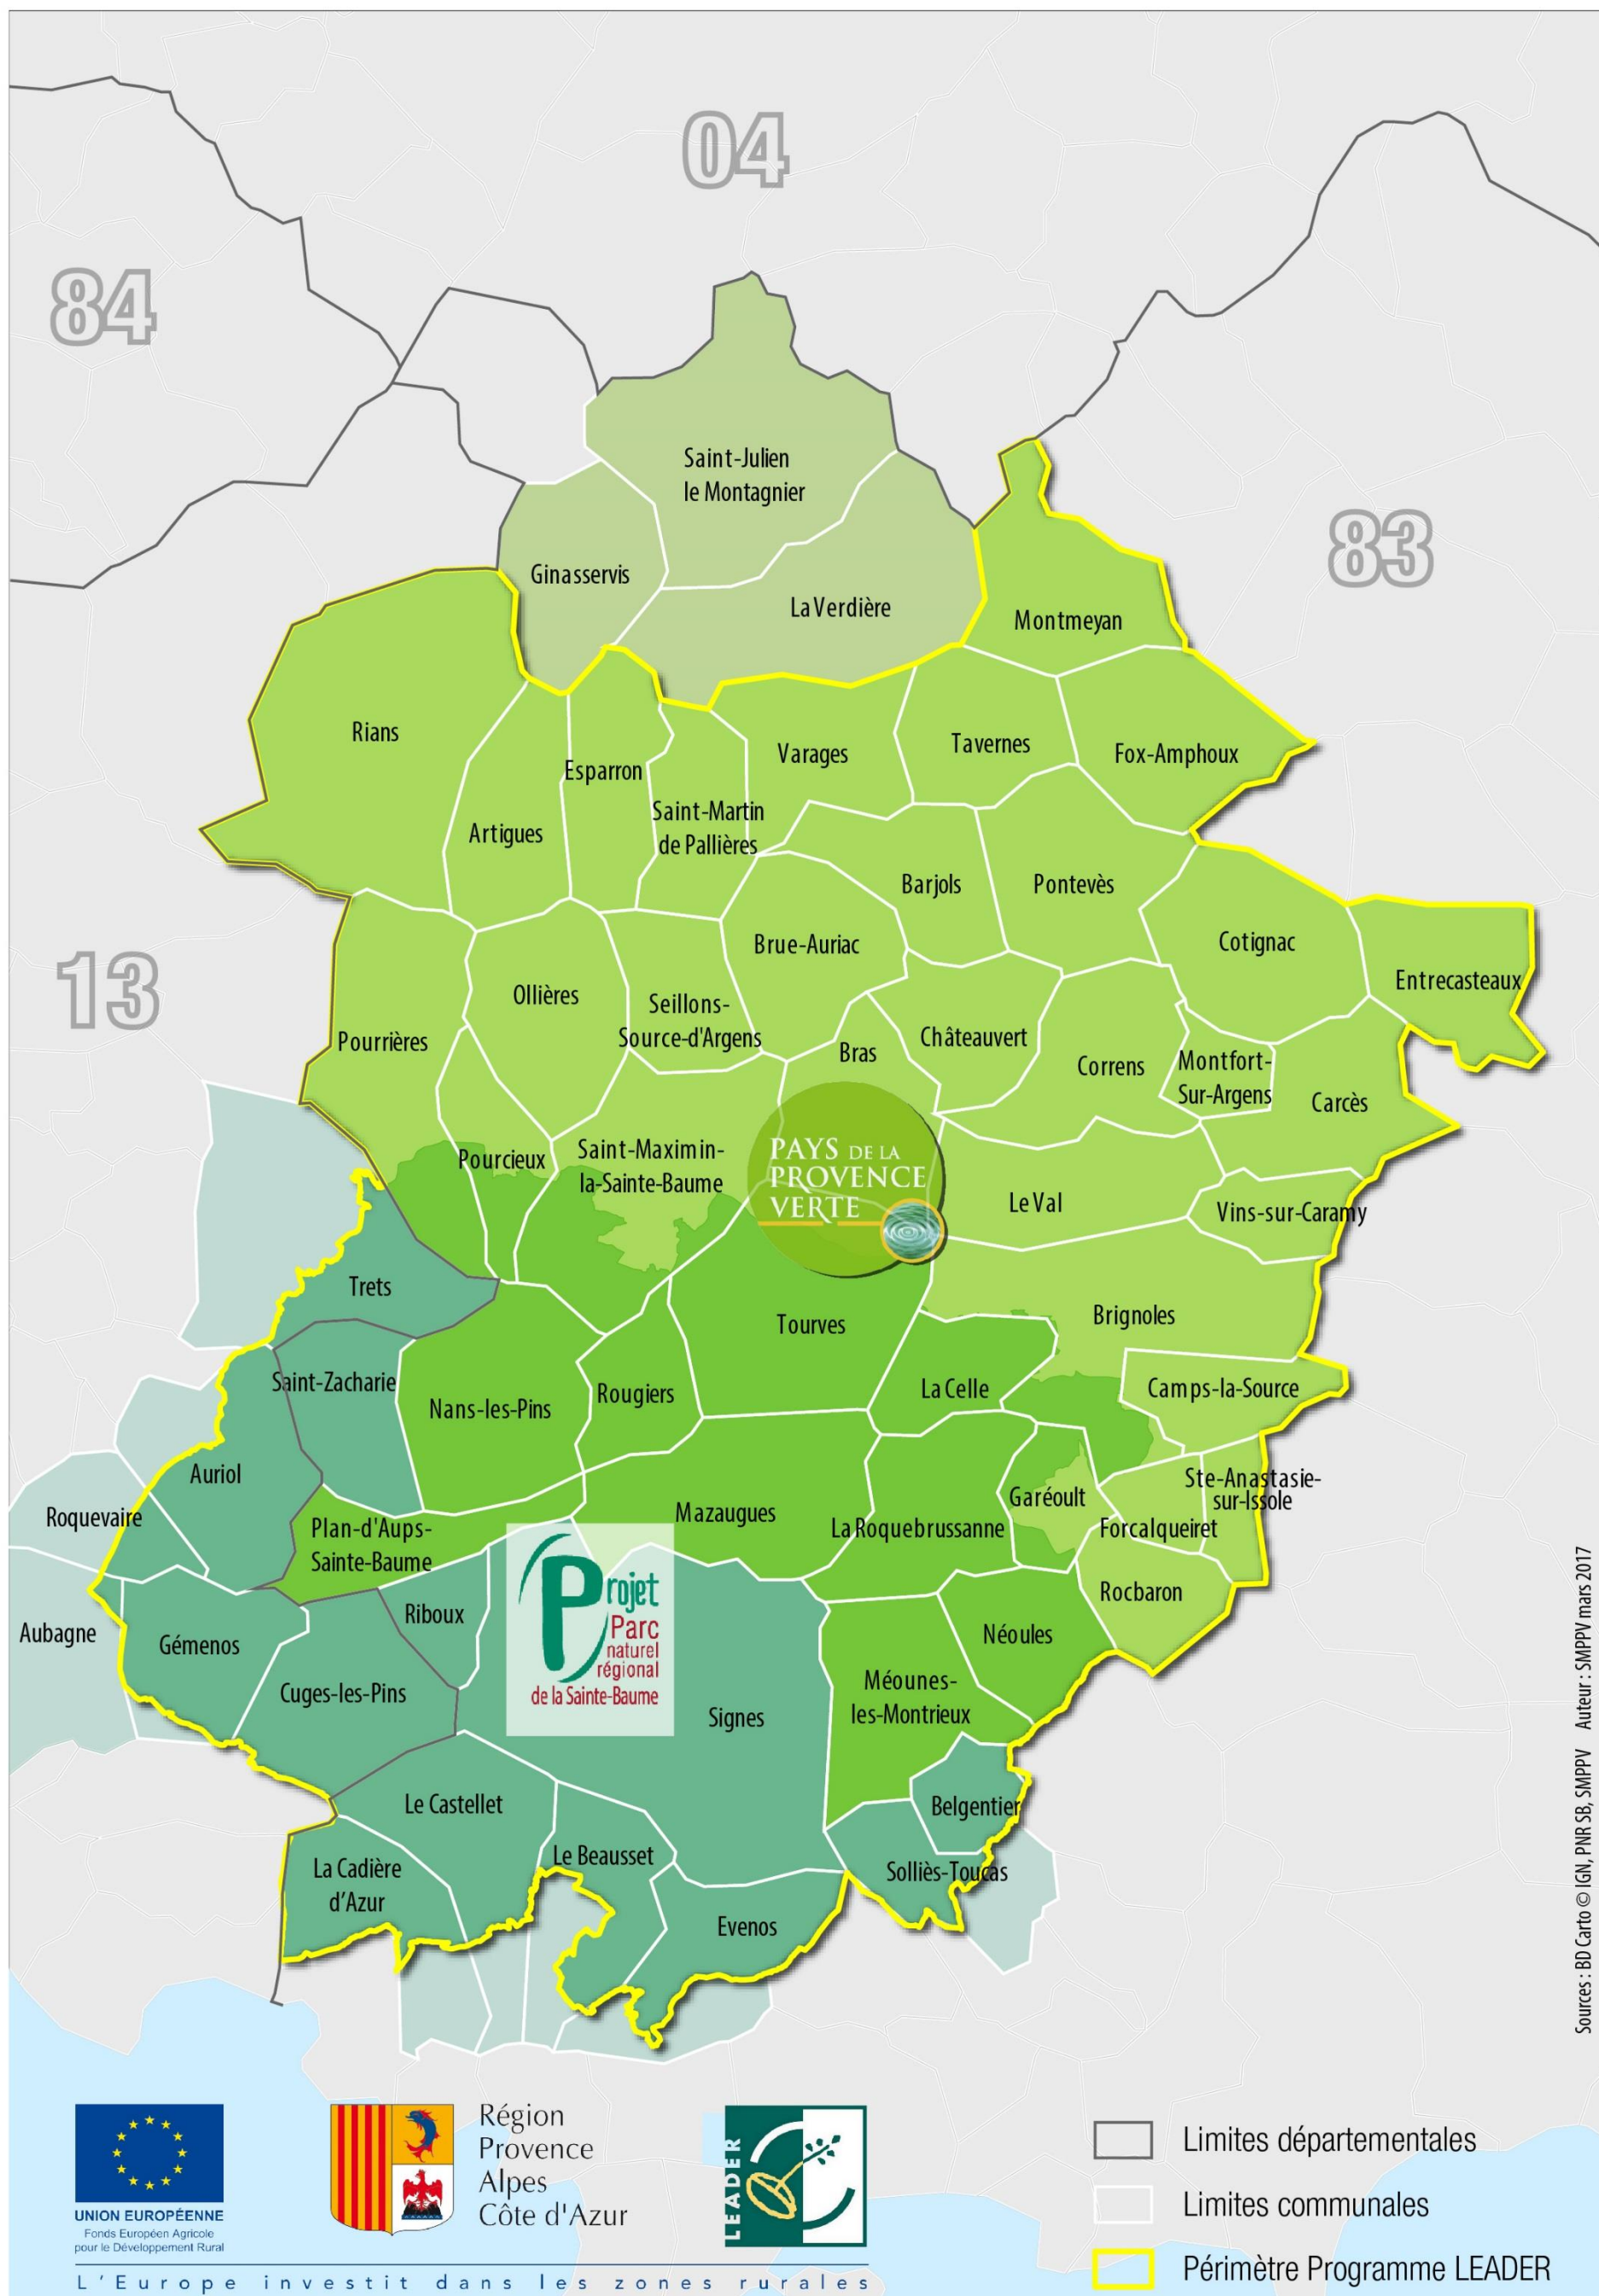 04
84
83
13
Saint-Julien
le Montagnier
Ginasservis
La Verdière
Montmeyan
Rians
Artigues
Esparron
Saint-Martin
de Pallières
Varages
Tavernes
Fox-Amphoux
Barjols
Pontevès
Cotignac
Entrecasteaux
Brue-Auriac
Ollières
Seillons-
Source-d'Argens
Pourrières
Bras
Châteauvert
Correns
Montfort-
Sur-Argens
Carcès
Pourcieux
Saint-Maximin-
la-Sainte-Baume
PAYS DE LA
PROVENCE
VERTE
Le Val
Vins-sur-Caramy
Trets
Tourves
Brignoles
Saint-Zacharie
Nans-les-Pins
Rougiers
La Celle
Camps-la-Source
Auriol
Roquevaire
Plan-d'Aups-
Sainte-Baume
Mazaugues
La Roquebrussanne
Garéoult
Ste-Anastasie-
sur-Issole
Forcalqueiret
Rocbaron
Aubagne
Gémenos
Riboux
Cuges-les-Pins
Projet
Parc
naturel
régional
de la Sainte-Baume
Signes
Néoules
Méounes-
les-Montrieux
Le Castellet
Belgentier
La Cadière
d'Azur
Le Beausset
Solliès-Toucas
Evenos
Sources : BD Carto © IGN, PNR SB, SMPPV Auteur : SMPPV mars 2017
UNION EUROPÉENNE
Fonds Européen Agricole
pour le Développement Rural
Région
Provence
Alpes
Côte d'Azur
LEADER
L'Europe investit dans les zones rurales
Limites départementales
Limites communales
Périmètre Programme LEADER